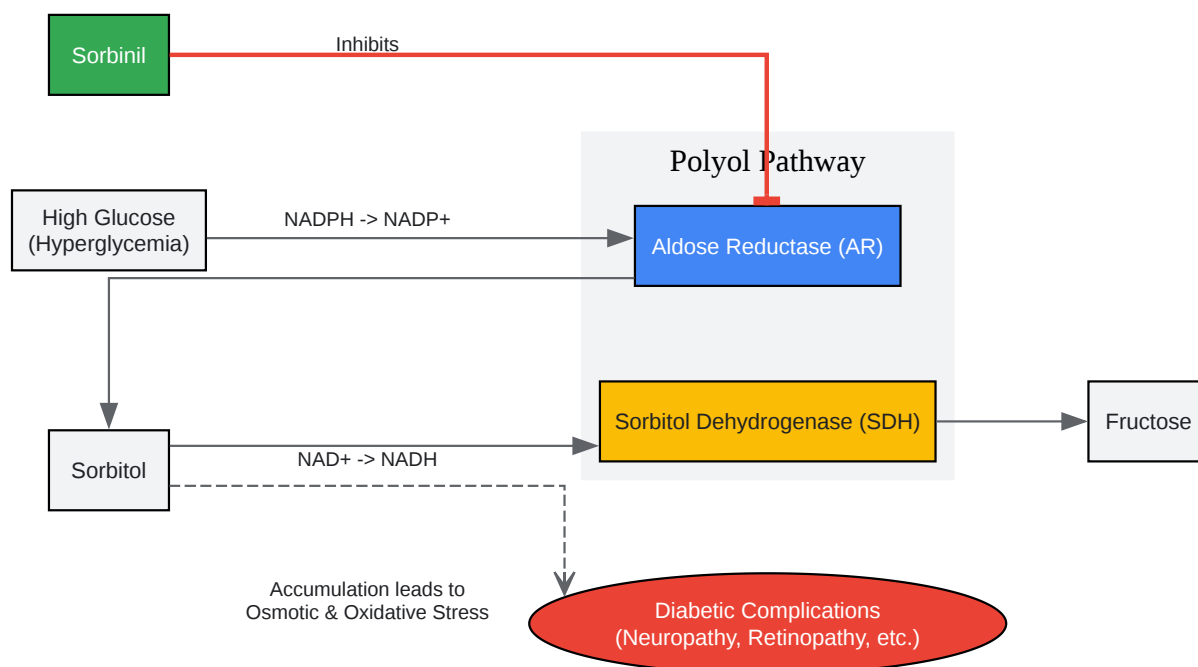 Sorbinil
Inhibits
Polyol Pathway
High Glucose
(Hyperglycemia)
NADPH -> NADP+
Aldose Reductase (AR)
Sorbitol Dehydrogenase (SDH)
Fructose
Sorbitol
NAD+ -> NADH
Accumulation leads to
Osmotic & Oxidative Stress
Diabetic Complications
(Neuropathy, Retinopathy, etc.)